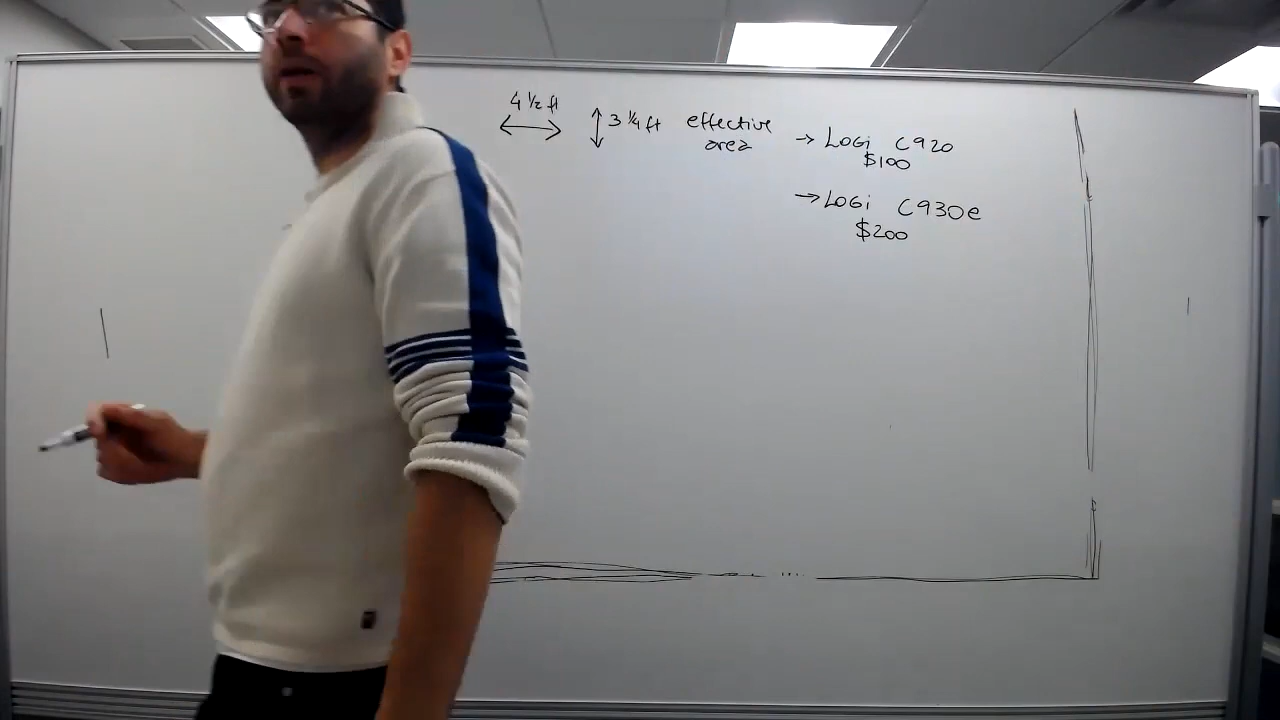 4 1/2 ft
3 1/4 ft effective area → LOGi C920
$100
→ LOGi C930e
$200